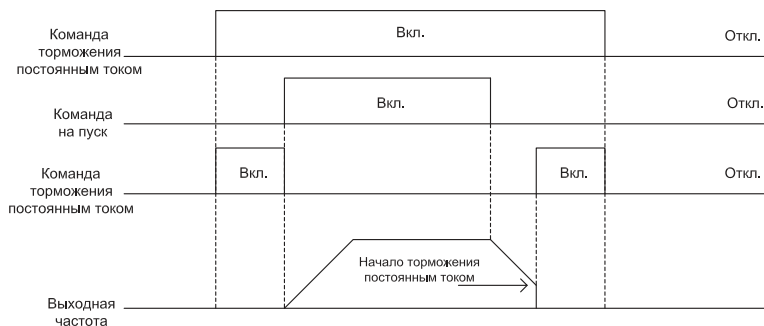 Команда
торможения
постоянным током
Вкл.
Откл.
Команда
на пуск
Вкл.
Откл.
Команда
торможения
постоянным током
Вкл.
Вкл.
Откл.
Начало торможения
постоянным током
Выходная
частота